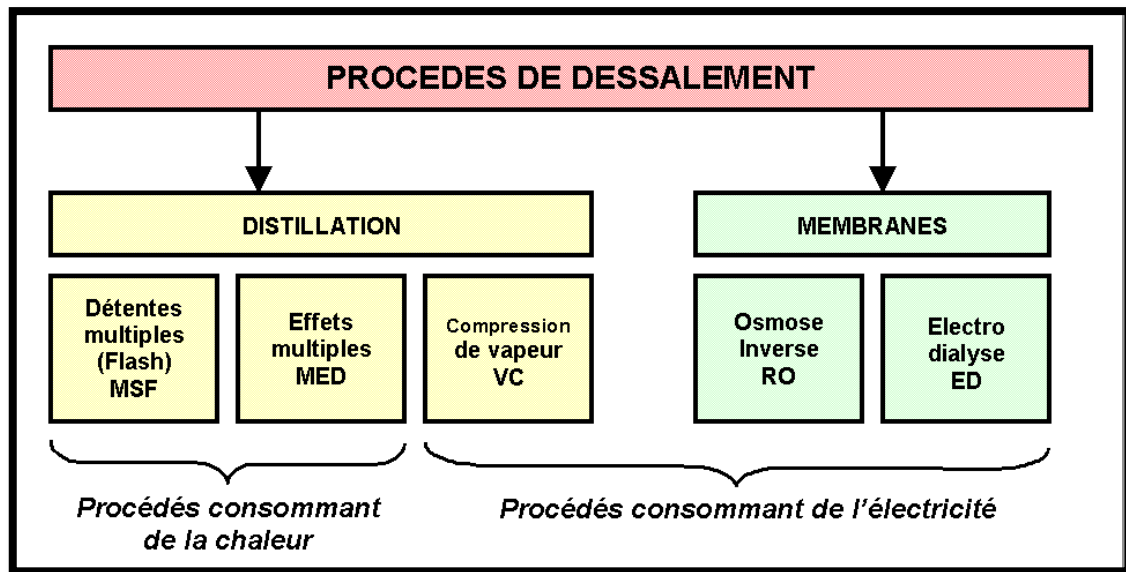 PROCEDES DE DESSALEMENT
DISTILLATION
MEMBRANES
Détentes
multiples
(Flash)
MSF
Effets
multiples
MED
Compression
de vapeur
VC
Osmose
Inverse
RO
Electro
dialyse
ED
Procédés consommant
de la chaleur
Procédés consommant de l'électricité